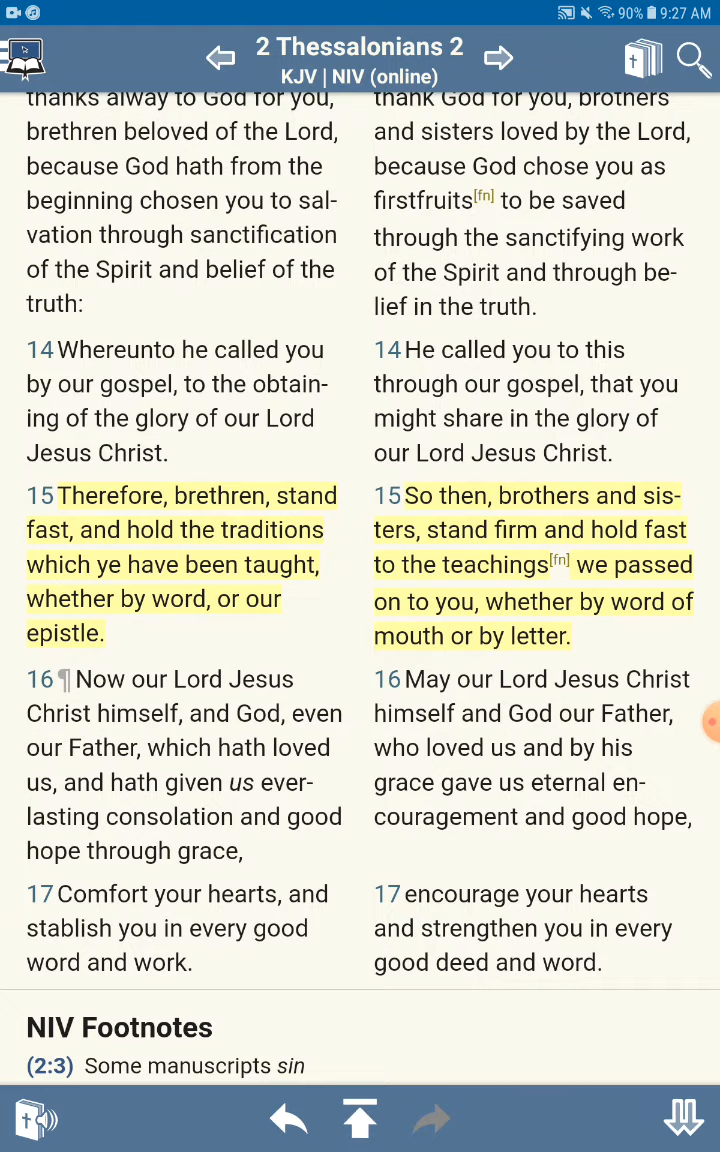 90% 9:27 AM
2 Thessalonians 2
KJV | NIV (online)
thanks alway to God for you,
brethren beloved of the Lord,
because God hath from the
beginning chosen you to sal-
vation through sanctification
of the Spirit and belief of the
truth:
14 Whereunto he called you
by our gospel, to the obtain-
ing of the glory of our Lord
Jesus Christ.
15 Therefore, brethren, stand
fast, and hold the traditions
which ye have been taught,
whether by word, or our
epistle.
16 ¶ Now our Lord Jesus
Christ himself, and God, even
our Father, which hath loved
us, and hath given us ever-
lasting consolation and good
hope through grace,
17 Comfort your hearts, and
stablish you in every good
word and work.
thank God for you, brothers
and sisters loved by the Lord,
because God chose you as
firstfruits[fn] to be saved
through the sanctifying work
of the Spirit and through be-
lief in the truth.
14 He called you to this
through our gospel, that you
might share in the glory of
our Lord Jesus Christ.
15 So then, brothers and sis-
ters, stand firm and hold fast
to the teachings[fn] we passed
on to you, whether by word of
mouth or by letter.
16 May our Lord Jesus Christ
himself and God our Father,
who loved us and by his
grace gave us eternal en-
couragement and good hope,
17 encourage your hearts
and strengthen you in every
good deed and word.
NIV Footnotes
(2:3) Some manuscripts sin